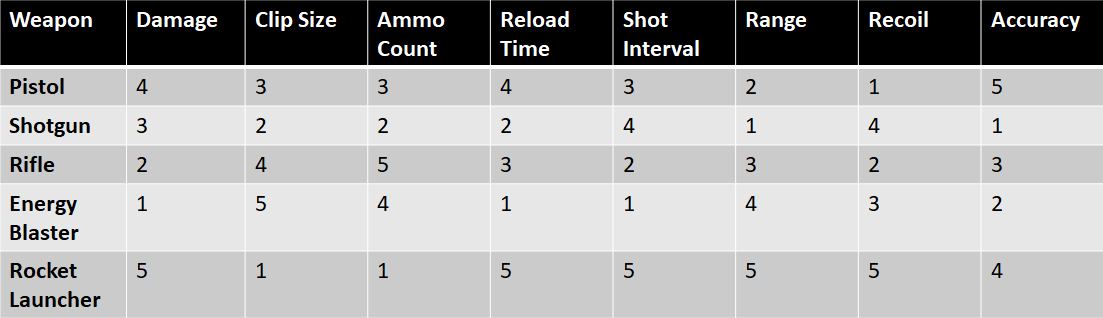 Weapon Damage Clip Size Ammo Count Reload Time Shot Interval Range Recoil Accuracy
Pistol 4 3 3 4 3 2 1 5
Shotgun 3 2 2 2 4 1 4 1
Rifle 2 4 5 3 2 3 2 3
Energy Blaster 1 5 4 1 1 4 3 2
Rocket Launcher 5 1 1 5 5 5 5 4